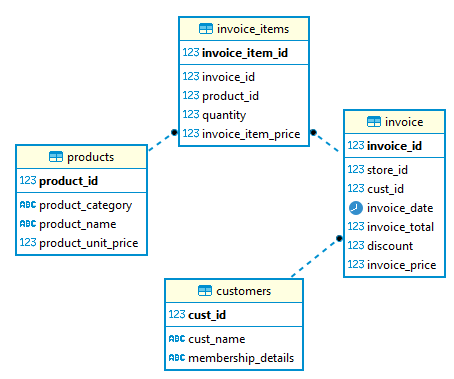 invoice_items
123 invoice_item_id
123 invoice_id
123 product_id
123 quantity
123 invoice_item_price
products
123 product_id
ABC product_category
ABC product_name
123 product_unit_price
invoice
123 invoice_id
123 store_id
123 cust_id
invoice_date
123 invoice_total
123 discount
123 invoice_price
customers
123 cust_id
ABC cust_name
ABC membership_details